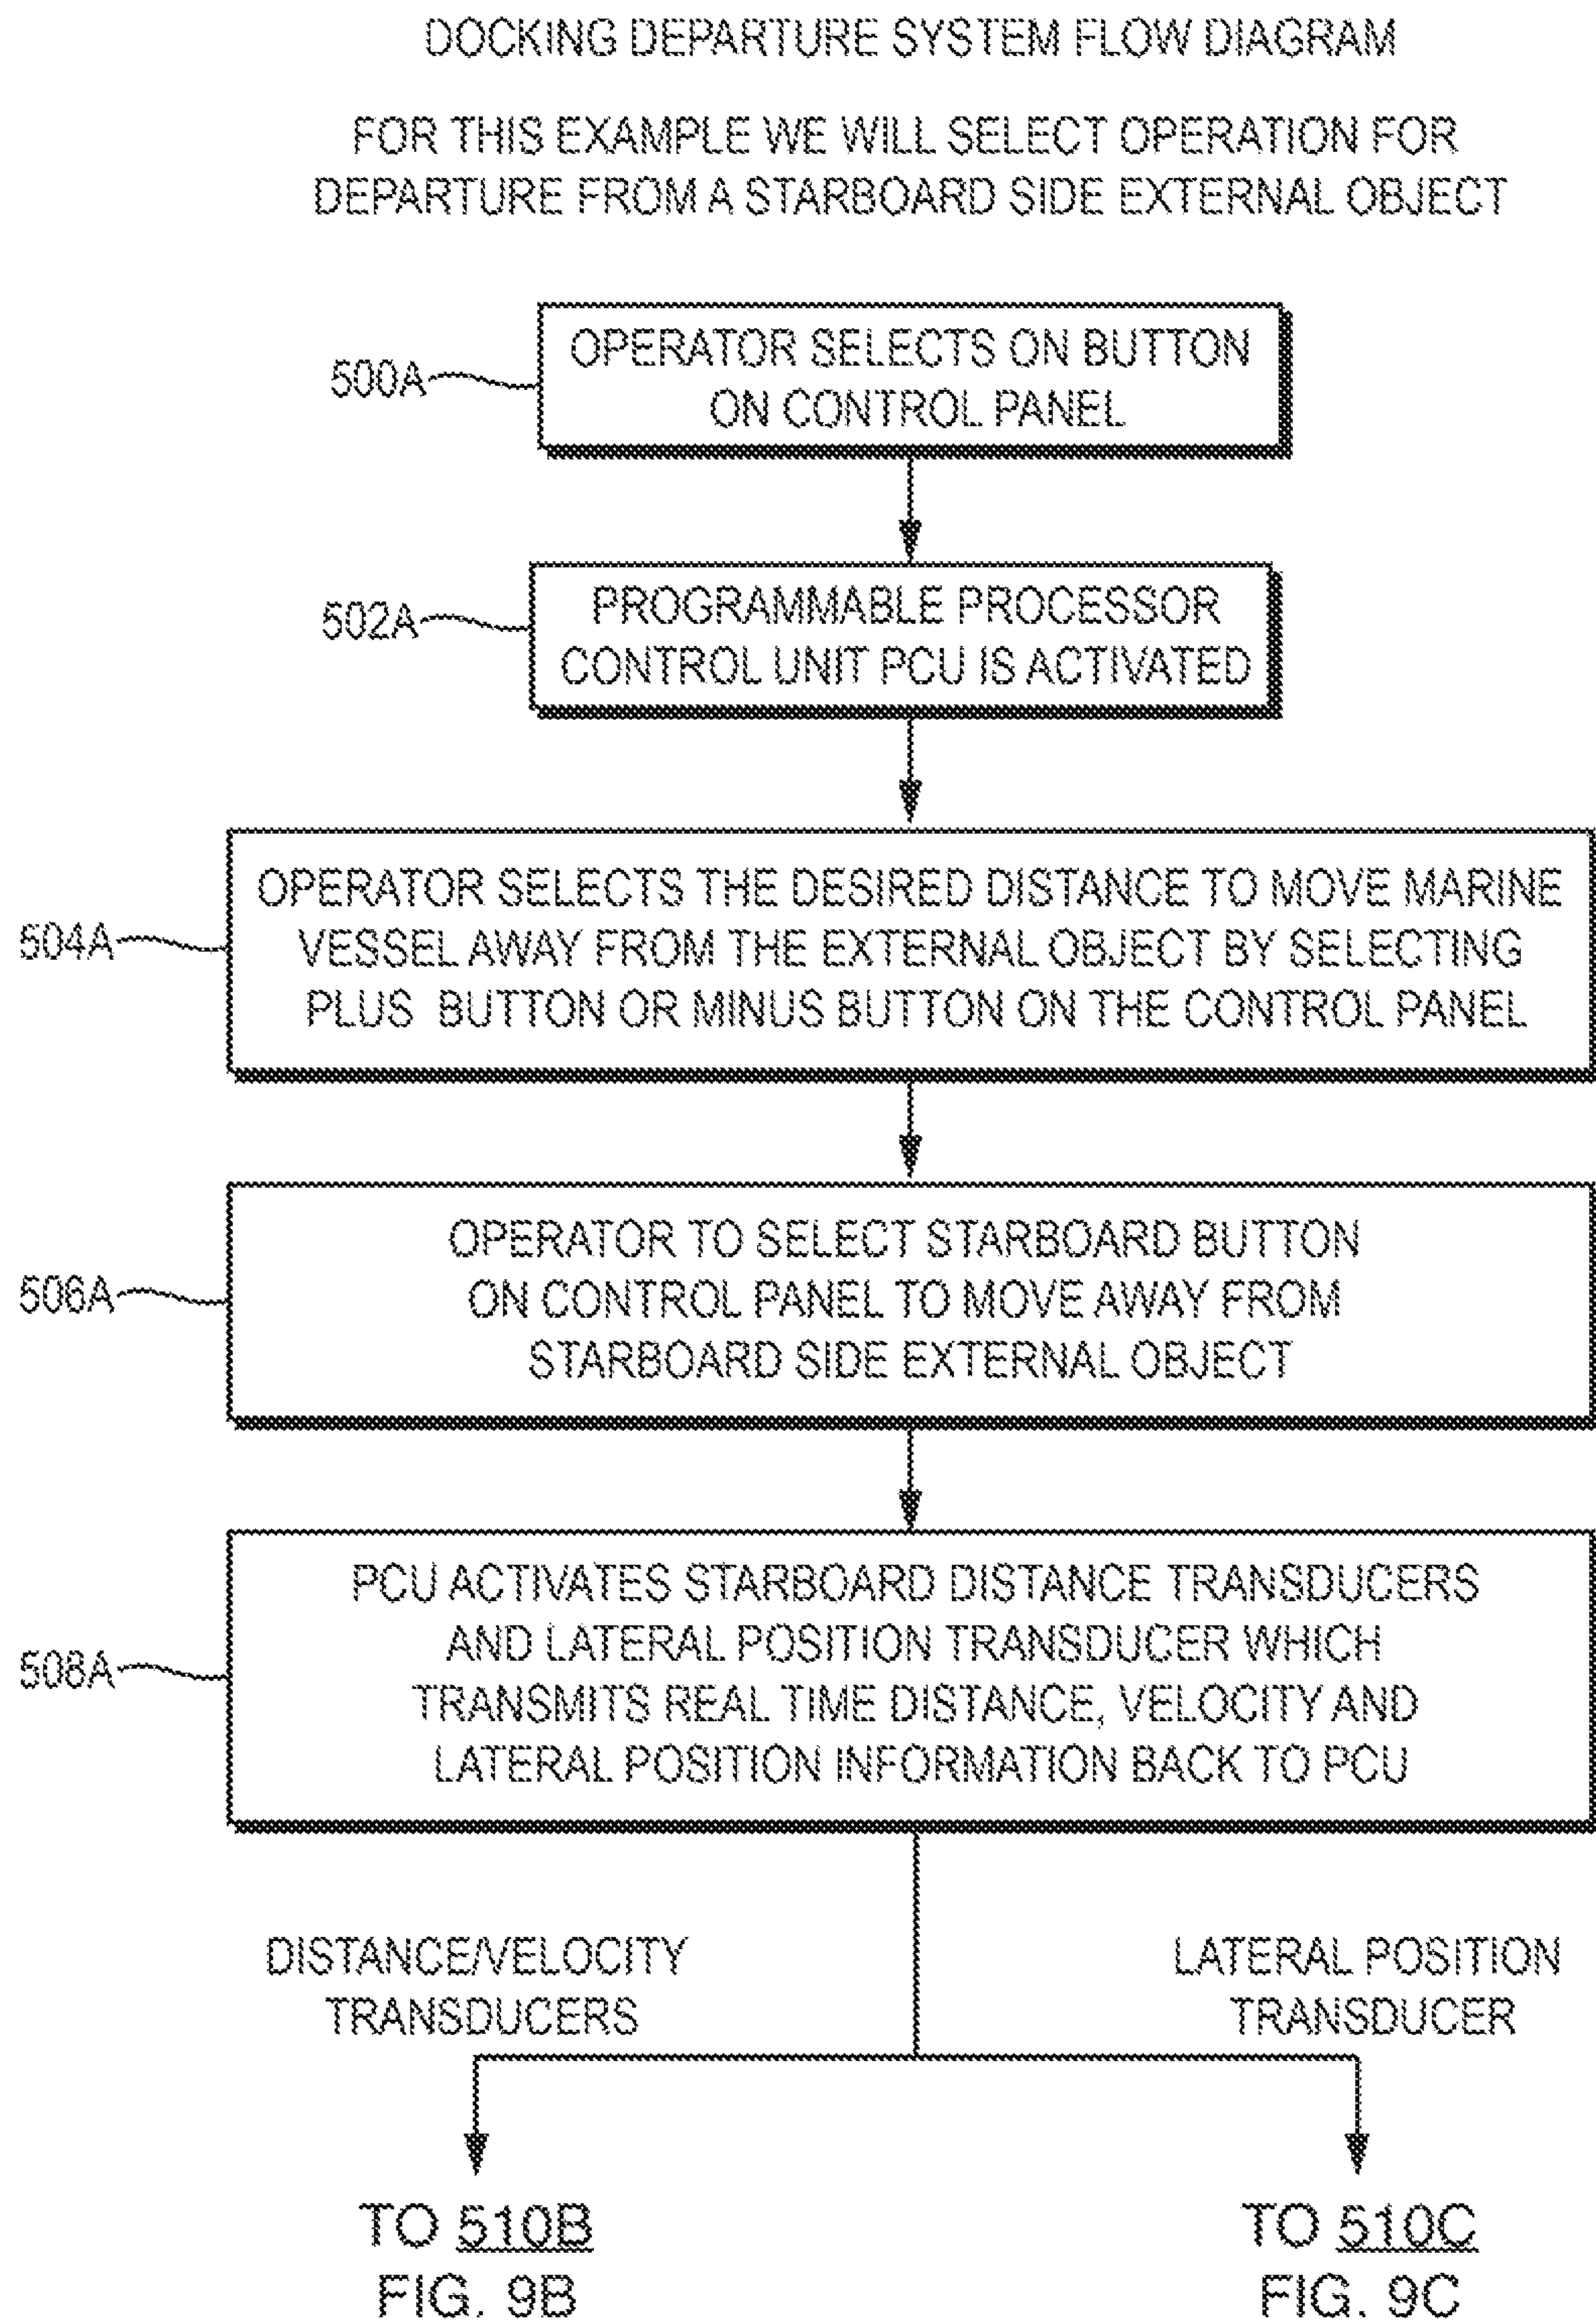 DOCKING DEPARTURE SYSTEM FLOW DIAGRAM
FOR THIS EXAMPLE WE WILL SELECT OPERATION FOR
DEPARTURE FROM A STARBOARD SIDE EXTERNAL OBJECT
500A
OPERATOR SELECTS ON BUTTON
ON CONTROL PANEL
502A
PROGRAMMABLE PROCESSOR
CONTROL UNIT PCU IS ACTIVATED
504A
OPERATOR SELECTS THE DESIRED DISTANCE TO MOVE MARINE
VESSEL AWAY FROM THE EXTERNAL OBJECT BY SELECTING
PLUS BUTTON OR MINUS BUTTON ON THE CONTROL PANEL
506A
OPERATOR TO SELECT STARBOARD BUTTON
ON CONTROL PANEL TO MOVE AWAY FROM
STARBOARD SIDE EXTERNAL OBJECT
508A
PCU ACTIVATES STARBOARD DISTANCE TRANSDUCERS
AND LATERAL POSITION TRANSDUCER WHICH
TRANSMITS REAL TIME DISTANCE, VELOCITY AND
LATERAL POSITION INFORMATION BACK TO PCU
DISTANCE/VELOCITY
TRANSDUCERS
LATERAL POSITION
TRANSDUCER
TO 510B
FIG. 9B
TO 510C
FIG. 9C